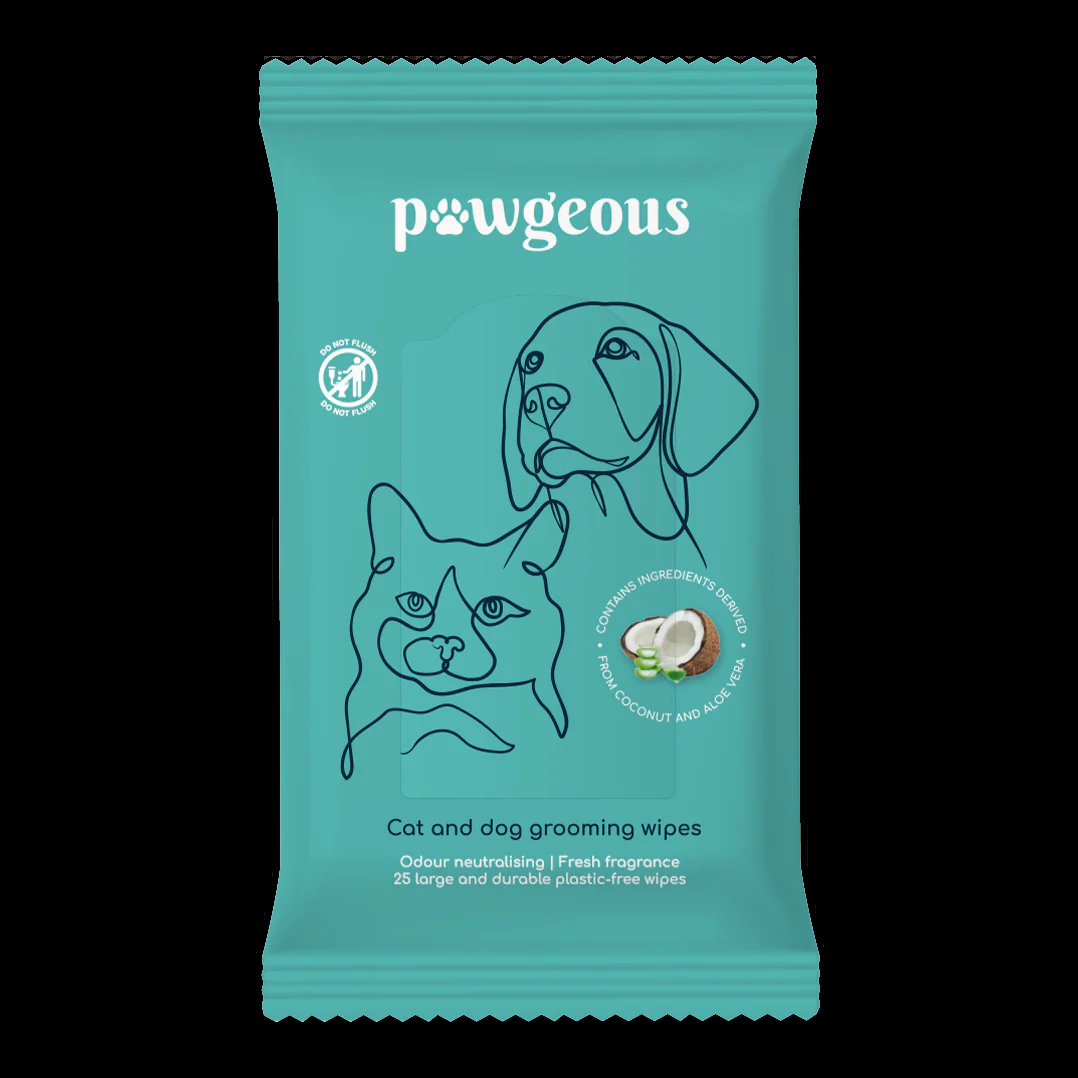 pawgeous
DO NOT FLUSH
DO NOT FLUSH
CONTAINS INGREDIENTS DERIVED
FROM COCONUT AND ALOE VERA
Cat and dog grooming wipes
Odour neutralising | Fresh fragrance
25 large and durable plastic-free wipes